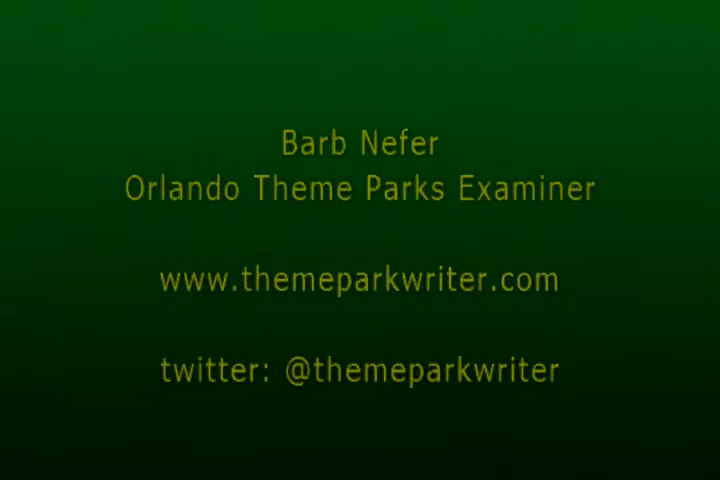 Barb Nefer
Orlando Theme Parks Examiner
www.themeparkwriter.com
twitter: @themeparkwriter